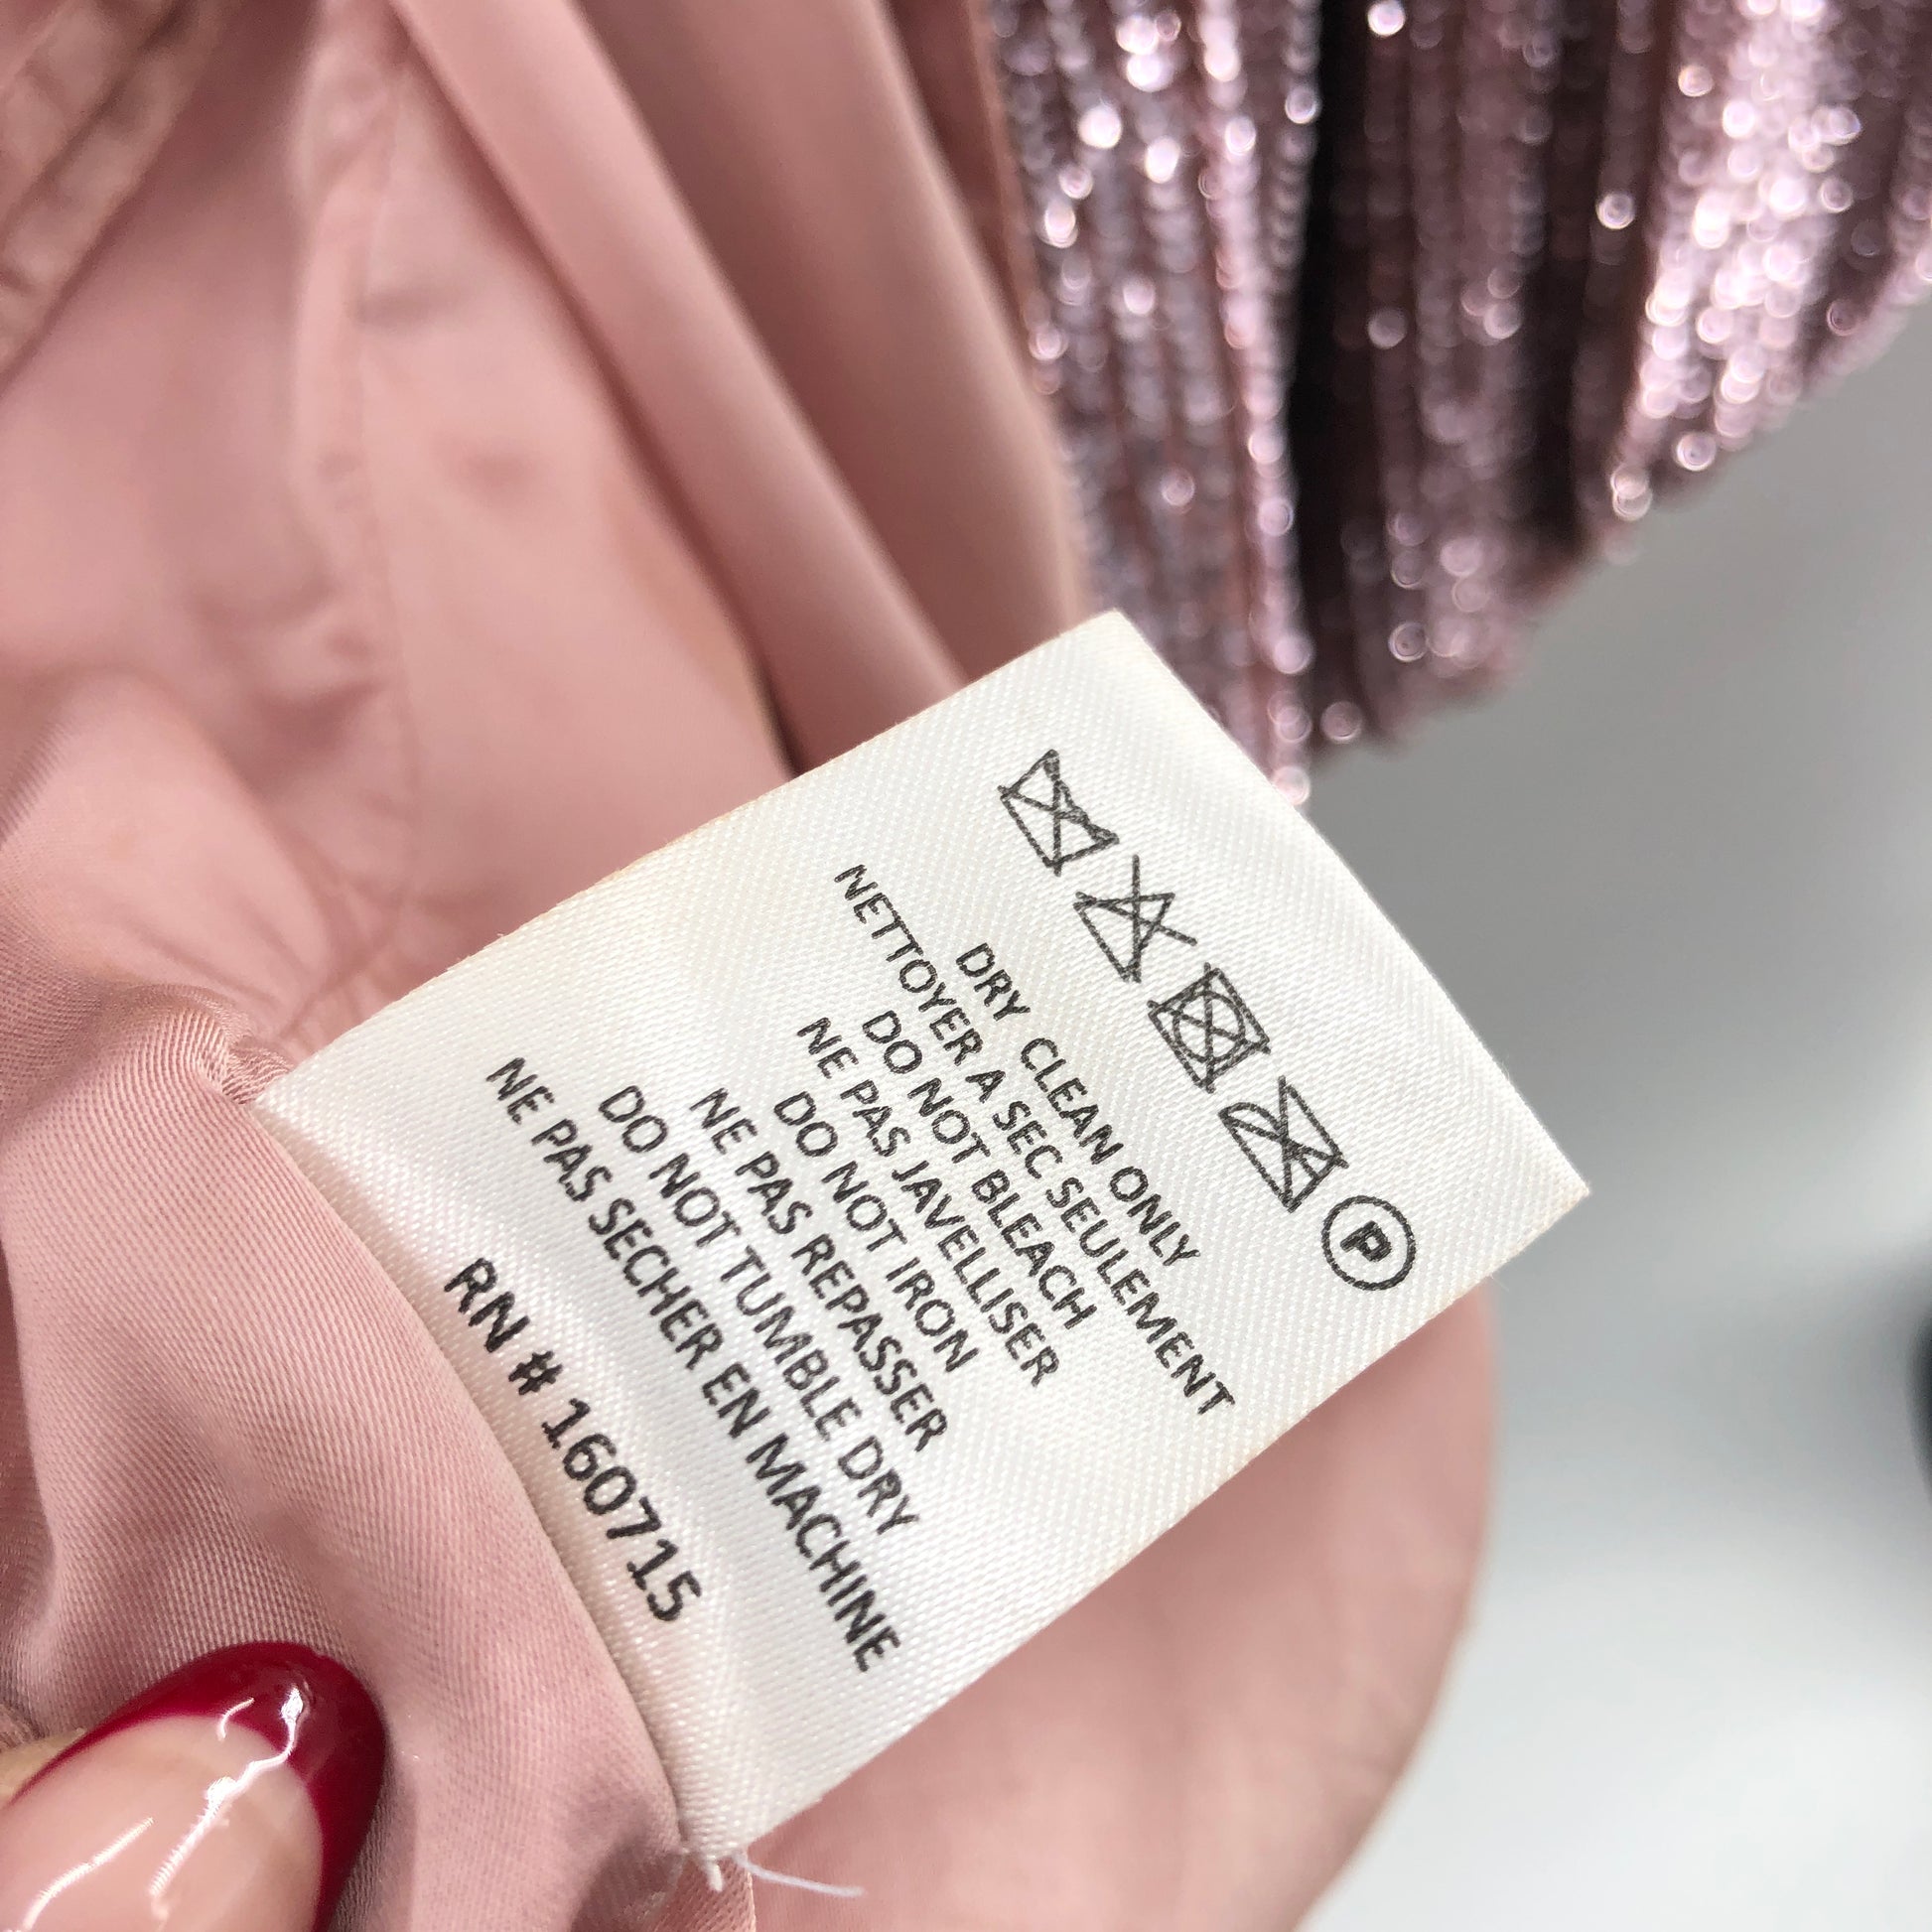 P
DRY CLEAN ONLY
NETTOYER A SEC SEULEMENT
DO NOT BLEACH
NE PAS JAVELLISER
DO NOT IRON
NE PAS REPASSER
DO NOT TUMBLE DRY
NE PAS SECHER EN MACHINE
RN # 160715